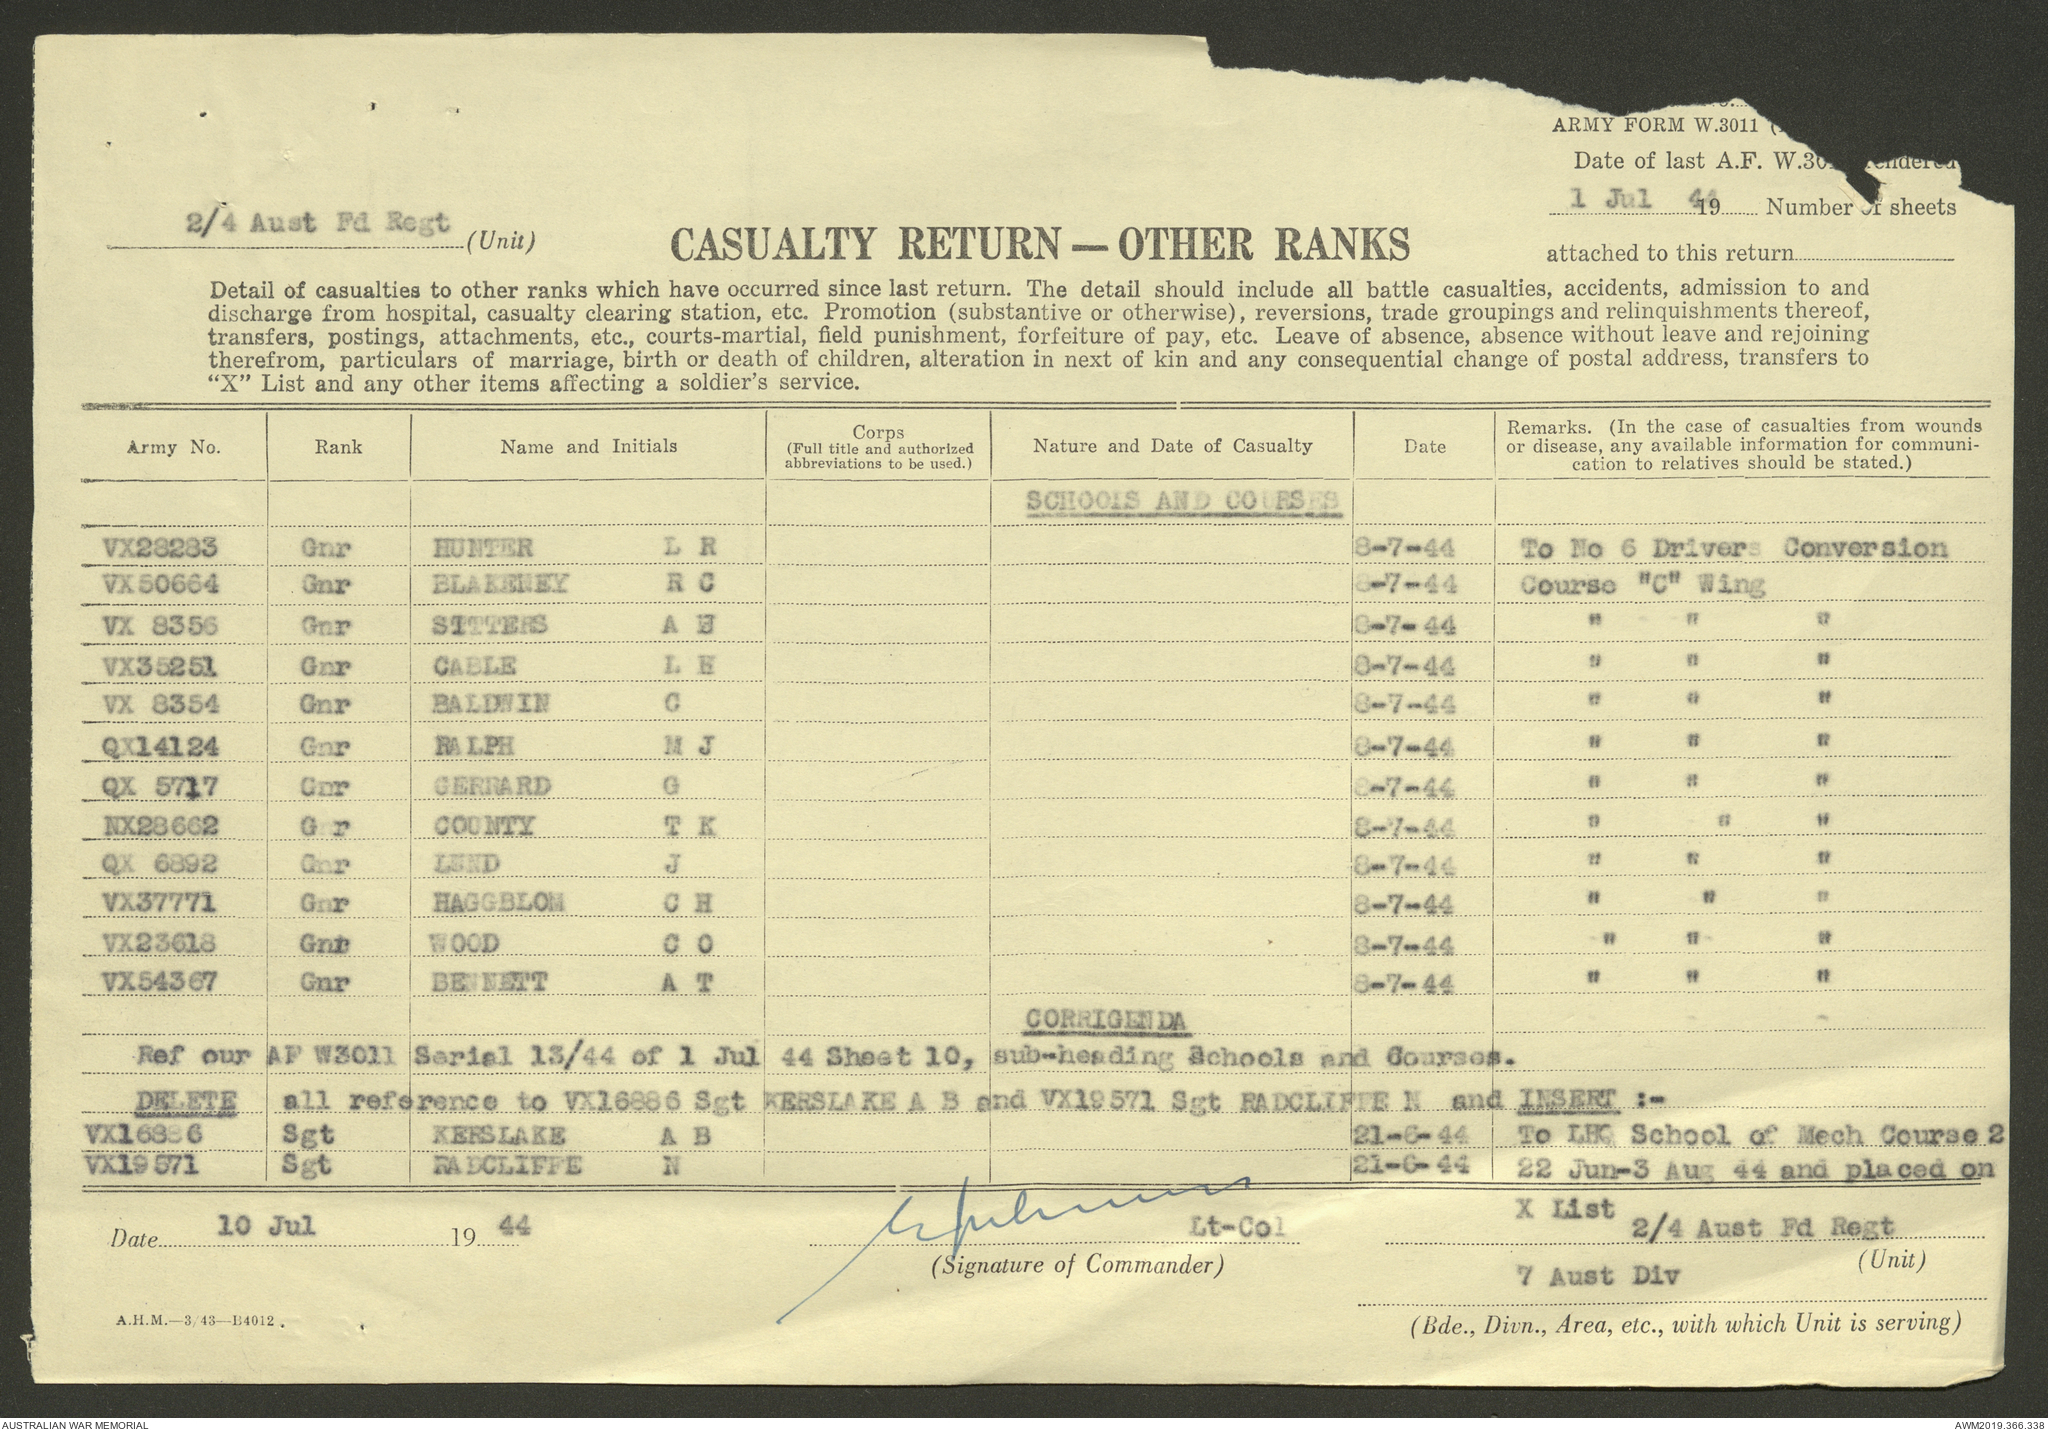 ARMY FORM W.3011
Date of last A.F. W.30 rendered
1 Jul 1944 Number of sheets
attached to this return
2/4 Aust Fd Regt (Unit)
CASUALTY RETURN — OTHER RANKS
Detail of casualties to other ranks which have occurred since last return. The detail should include all battle casualties, accidents, admission to and
discharge from hospital, casualty clearing station, etc. Promotion (substantive or otherwise), reversions, trade groupings and relinquishments thereof,
transfers, postings, attachments, etc., courts-martial, field punishment, forfeiture of pay, etc. Leave of absence, absence without leave and rejoining
therefrom, particulars of marriage, birth or death of children, alteration in next of kin and any consequential change of postal address, transfers to
“X” List and any other items affecting a soldier's service.
Army No. Rank Name and Initials Corps (Full title and authorized abbreviations to be used.) Nature and Date of Casualty Date Remarks. (In the case of casualties from wounds or disease, any available information for communi- cation to relatives should be stated.)
SCHOOLS AND COURSES
VX28283 Gnr HUNTER L R 8-7-44 To No 6 Drivers Conversion
VX50664 Gnr BLAKENEY R C 8-7-44 Course "C" Wing
VX 8356 Gnr SITTERS A H 8-7-44 " " "
VX35251 Gnr CABLE L H 8-7-44 " " "
VX 8354 Gnr BALDWIN C 8-7-44 " " "
QX14124 Gnr RALPH M J 8-7-44 " " "
QX 5717 Gnr GERRARD G 8-7-44 " " "
NX28662 Gnr COUNTY T K 8-7-44 " " "
QX 6892 Gnr LUND J 8-7-44 " " "
VX37771 Gnr HAGGBLOM C H 8-7-44 " " "
VX23618 Gnr WOOD C O 8-7-44 " " "
VX54367 Gnr BENNETT A T 8-7-44 " " "
CORRIGENDA
Ref our AF W3011 Serial 13/44 of 1 Jul 44 Sheet 10, sub-heading Schools and Courses.
DELETE all reference to VX16886 Sgt KERSLAKE A B and VX19571 Sgt RADCLIFFE N and INSERT :-
VX16886 Sgt KERSLAKE A B 21-6-44 To LHQ School of Mech Course 2
VX19571 Sgt RADCLIFFE N 21-6-44 22 Jun-3 Aug 44 and placed on
X List
Date 10 Jul 1944 Lt-Col 2/4 Aust Fd Regt
(Signature of Commander) (Unit)
7 Aust Div
A.H.M.—3/43—B4012. (Bde., Divn., Area, etc., with which Unit is serving)
AUSTRALIAN WAR MEMORIAL AWM2019.366.338